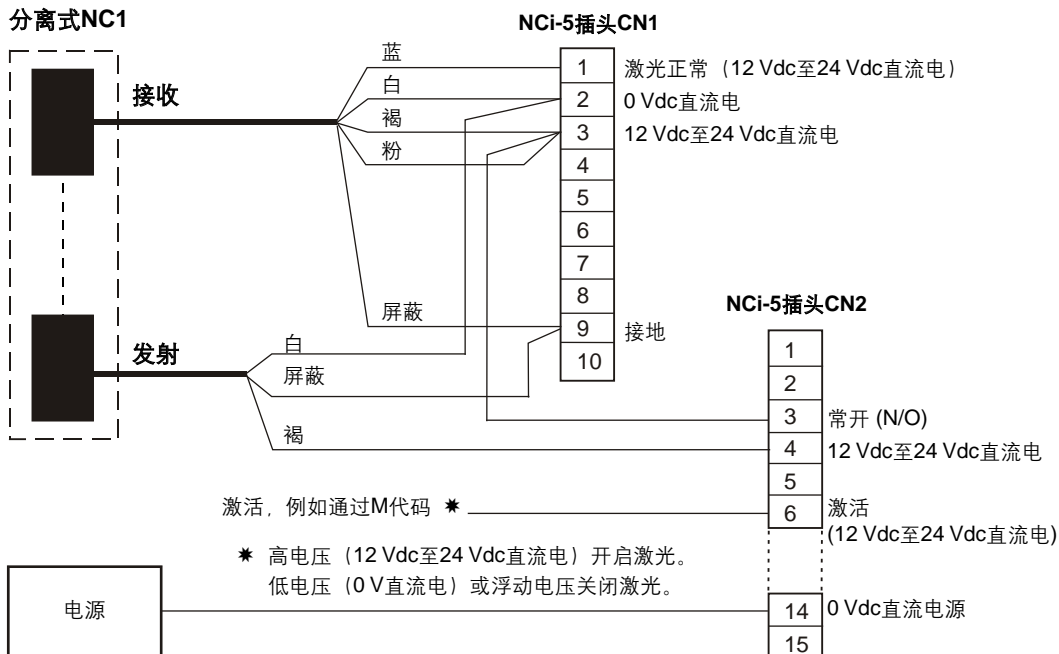 分离式NC1
NCi-5插头CN1
接收
蓝
白
褐
粉
屏蔽
1 激光正常（12 Vdc至24 Vdc直流电）
2 0 Vdc直流电
3 12 Vdc至24 Vdc直流电
4
5
6
7
8
9 接地
10
发射
白
屏蔽
褐
NCi-5插头CN2
1
2
3 常开 (N/O)
4 12 Vdc至24 Vdc直流电
5
6 激活
(12 Vdc至24 Vdc直流电)
激活，例如通过M代码 ✷
✷ 高电压（12 Vdc至24 Vdc直流电）开启激光。
低电压（0 V直流电）或浮动电压关闭激光。
电源
14 0 Vdc直流电源
15